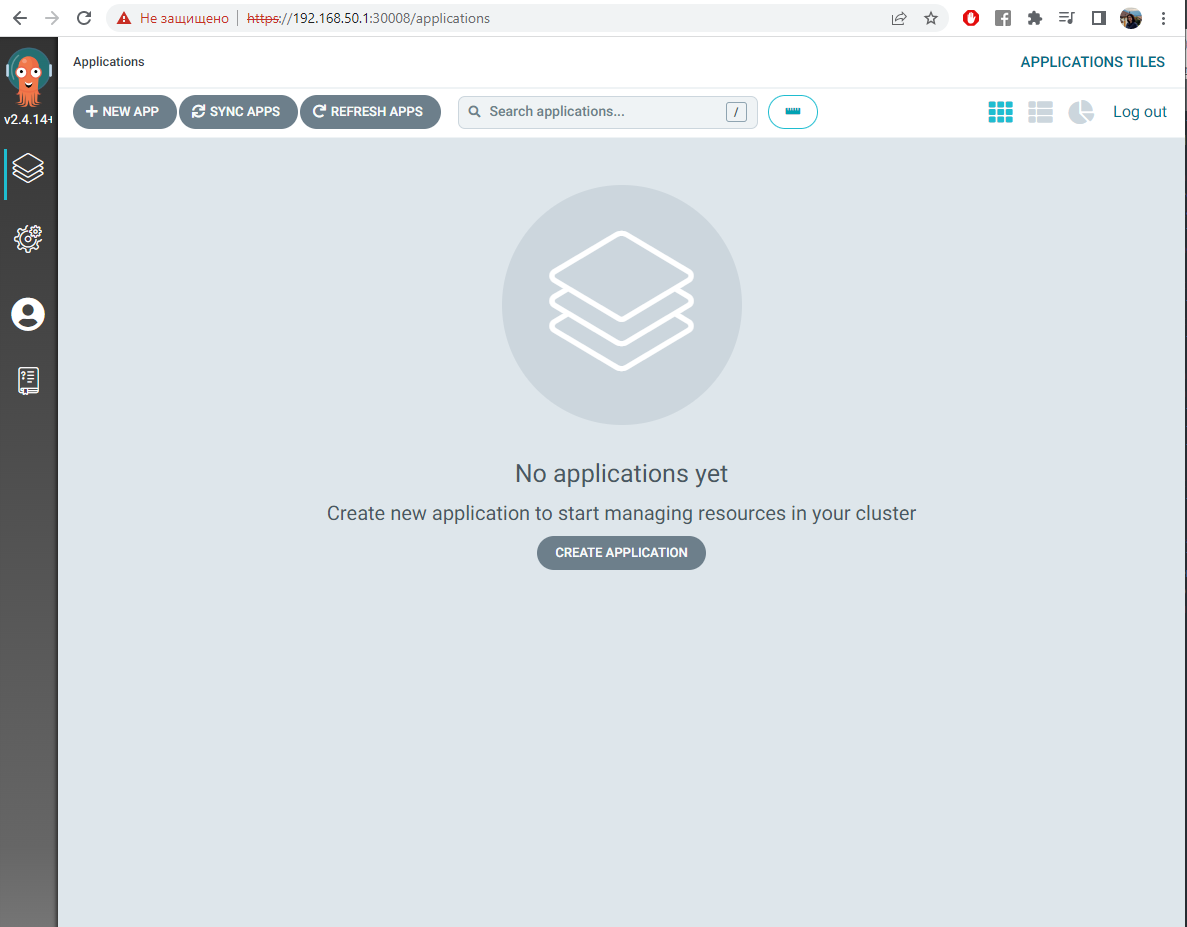 Не защищено https://192.168.50.1:30008/applications
Applications
APPLICATIONS TILES
v2.4.14+
NEW APP SYNC APPS REFRESH APPS Search applications... / Log out
No applications yet
Create new application to start managing resources in your cluster
CREATE APPLICATION